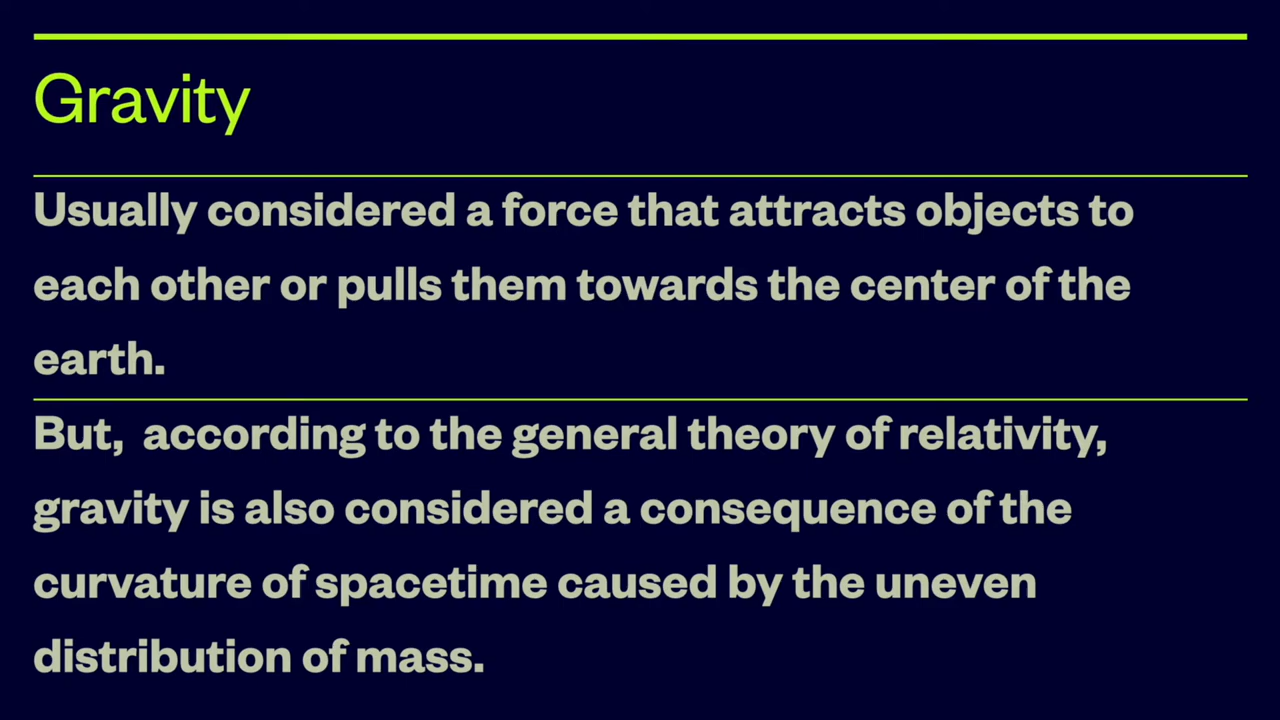 Gravity
Usually considered a force that attracts objects to
each other or pulls them towards the center of the
earth.
But,  according to the general theory of relativity,
gravity is also considered a consequence of the
curvature of spacetime caused by the uneven
distribution of mass.